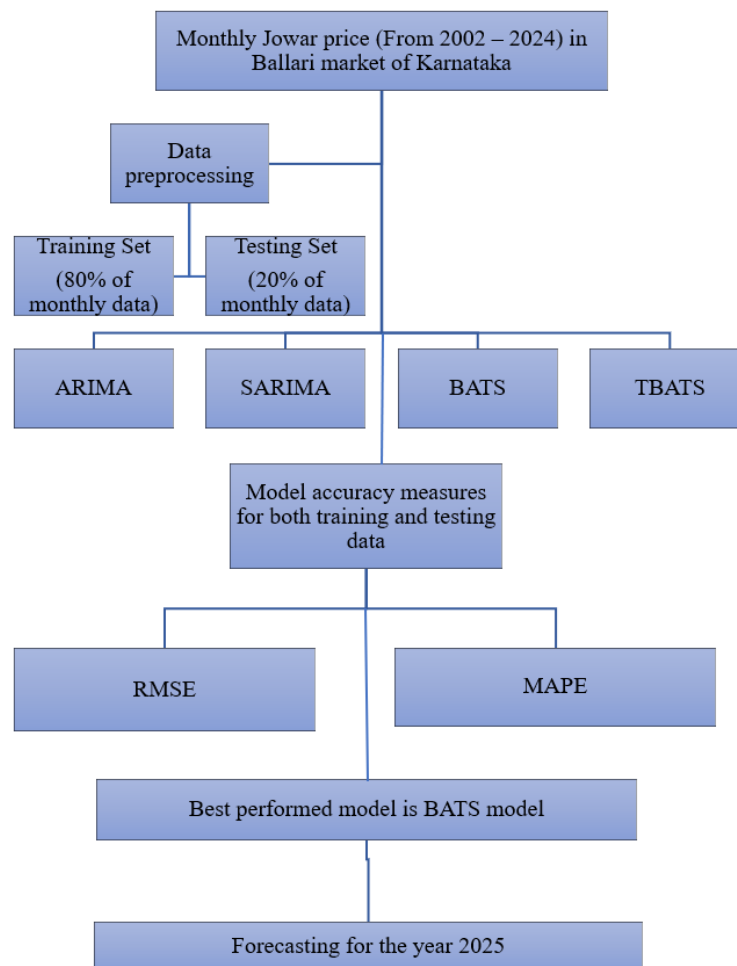 Monthly Jowar price (From 2002 – 2024) in
Ballari market of Karnataka
Data
preprocessing
Training Set
(80% of
monthly data)
Testing Set
(20% of
monthly data)
ARIMA
SARIMA
BATS
TBATS
Model accuracy measures
for both training and testing
data
RMSE
MAPE
Best performed model is BATS model
Forecasting for the year 2025